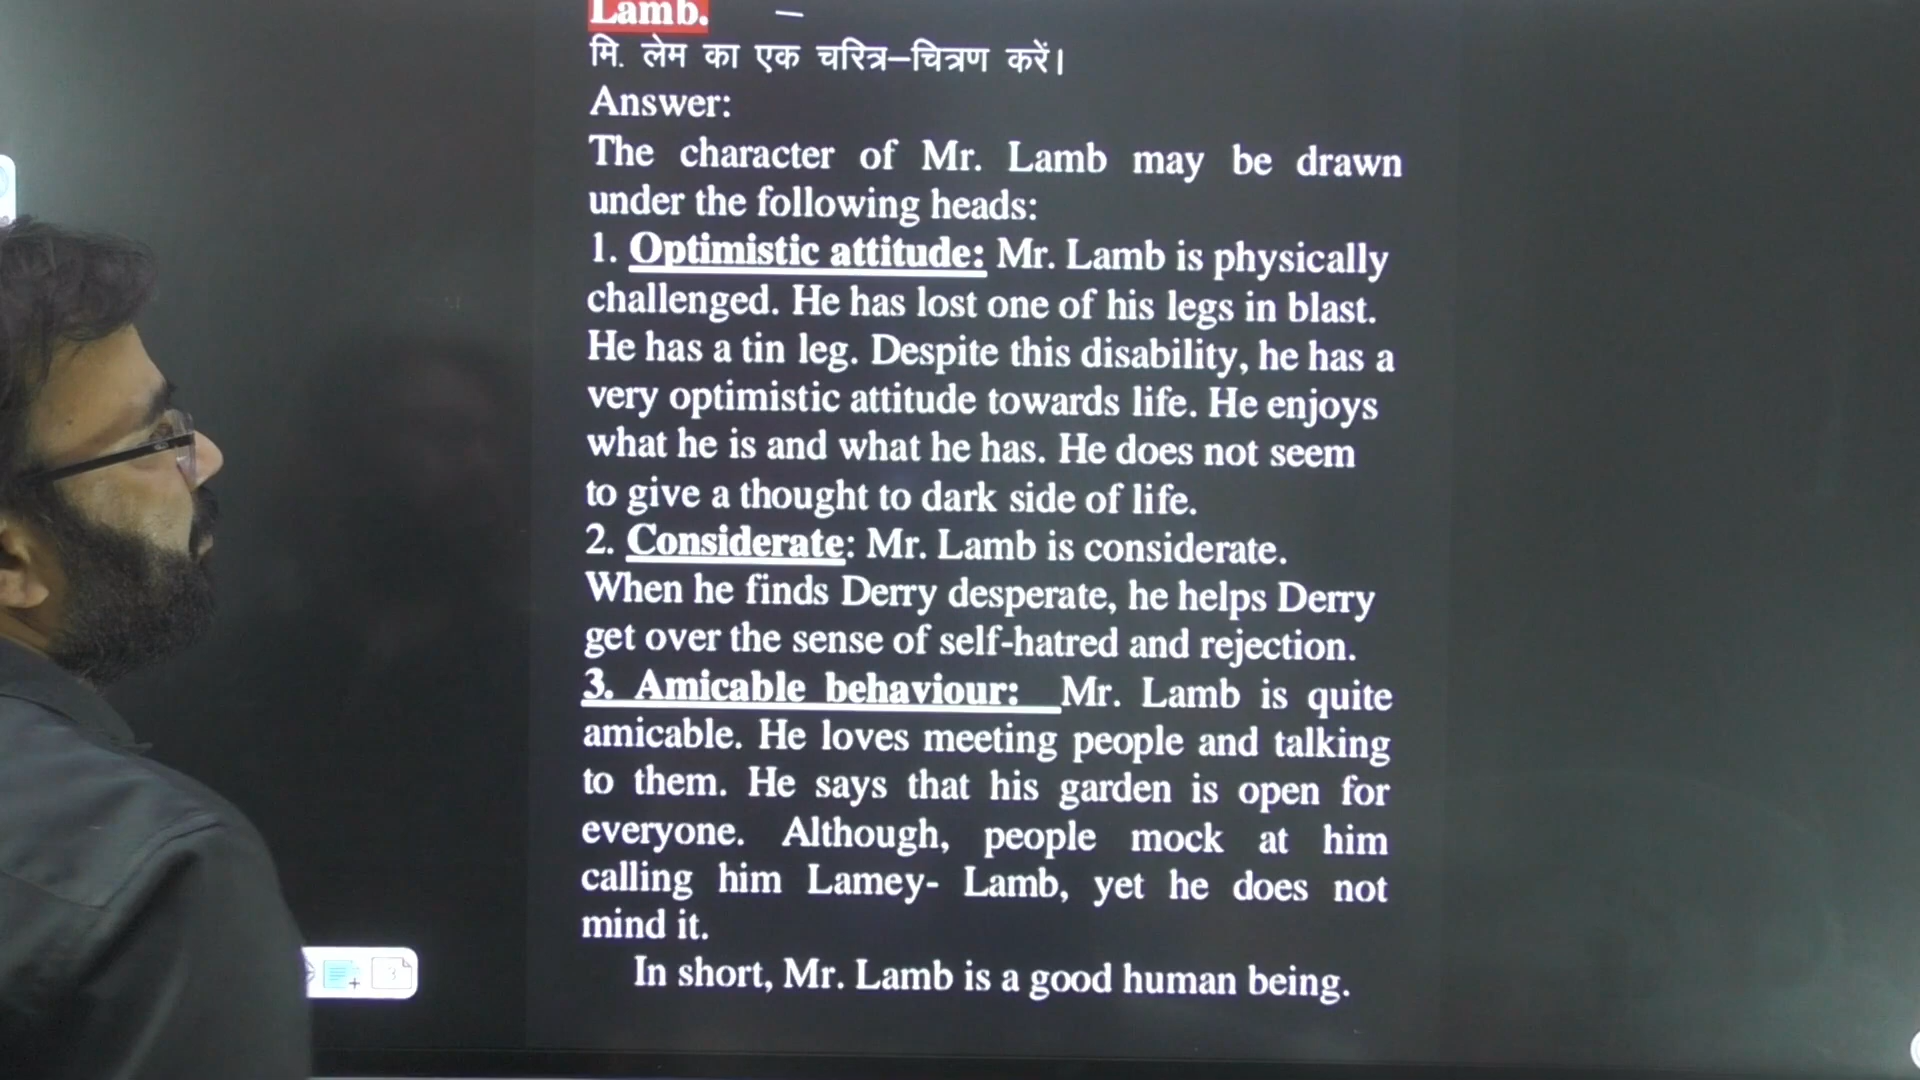 Lamb. –
मि. लेम का एक चरित्र–चित्रण करें।
Answer:
The character of Mr. Lamb may be drawn
under the following heads:
1. Optimistic attitude: Mr. Lamb is physically
challenged. He has lost one of his legs in blast.
He has a tin leg. Despite this disability, he has a
very optimistic attitude towards life. He enjoys
what he is and what he has. He does not seem
to give a thought to dark side of life.
2. Considerate: Mr. Lamb is considerate.
When he finds Derry desperate, he helps Derry
get over the sense of self-hatred and rejection.
3. Amicable behaviour: Mr. Lamb is quite
amicable. He loves meeting people and talking
to them. He says that his garden is open for
everyone. Although, people mock at him
calling him Lamey- Lamb, yet he does not
mind it.
In short, Mr. Lamb is a good human being.
3